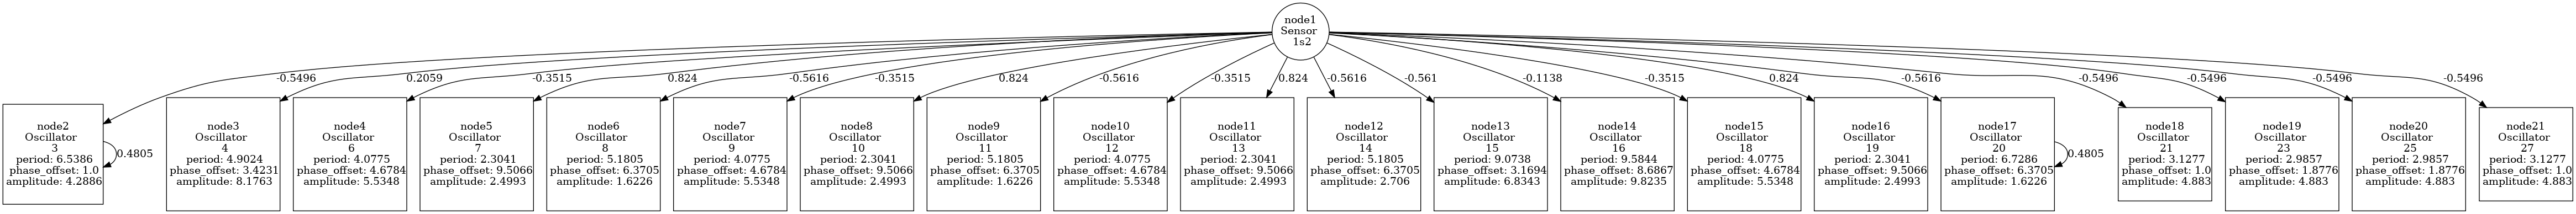 node1
Sensor
1s2
-0.5496
0.2059
-0.3515
0.824
-0.5616
-0.3515
0.824
-0.5616
-0.3515
0.824
-0.5616
-0.561
-0.1138
-0.3515
0.824
-0.5616
-0.5496
-0.5496
-0.5496
-0.5496
node2
Oscillator
3
period: 6.5386
phase_offset: 1.0
amplitude: 4.2886
0.4805
node3
Oscillator
4
period: 4.9024
phase_offset: 3.4231
amplitude: 8.1763
node4
Oscillator
6
period: 4.0775
phase_offset: 4.6784
amplitude: 5.5348
node5
Oscillator
7
period: 2.3041
phase_offset: 9.5066
amplitude: 2.4993
node6
Oscillator
8
period: 5.1805
phase_offset: 6.3705
amplitude: 1.6226
node7
Oscillator
9
period: 4.0775
phase_offset: 4.6784
amplitude: 5.5348
node8
Oscillator
10
period: 2.3041
phase_offset: 9.5066
amplitude: 2.4993
node9
Oscillator
11
period: 5.1805
phase_offset: 6.3705
amplitude: 1.6226
node10
Oscillator
12
period: 4.0775
phase_offset: 4.6784
amplitude: 5.5348
node11
Oscillator
13
period: 2.3041
phase_offset: 9.5066
amplitude: 2.4993
node12
Oscillator
14
period: 5.1805
phase_offset: 6.3705
amplitude: 2.706
node13
Oscillator
15
period: 9.0738
phase_offset: 3.1694
amplitude: 6.8343
node14
Oscillator
16
period: 9.5844
phase_offset: 8.6867
amplitude: 9.8235
node15
Oscillator
18
period: 4.0775
phase_offset: 4.6784
amplitude: 5.5348
node16
Oscillator
19
period: 2.3041
phase_offset: 9.5066
amplitude: 2.4993
node17
Oscillator
20
period: 6.7286
phase_offset: 6.3705
amplitude: 1.6226
0.4805
node18
Oscillator
21
period: 3.1277
phase_offset: 1.0
amplitude: 4.883
node19
Oscillator
23
period: 2.9857
phase_offset: 1.8776
amplitude: 4.883
node20
Oscillator
25
period: 2.9857
phase_offset: 1.8776
amplitude: 4.883
node21
Oscillator
27
period: 3.1277
phase_offset: 1.0
amplitude: 4.883